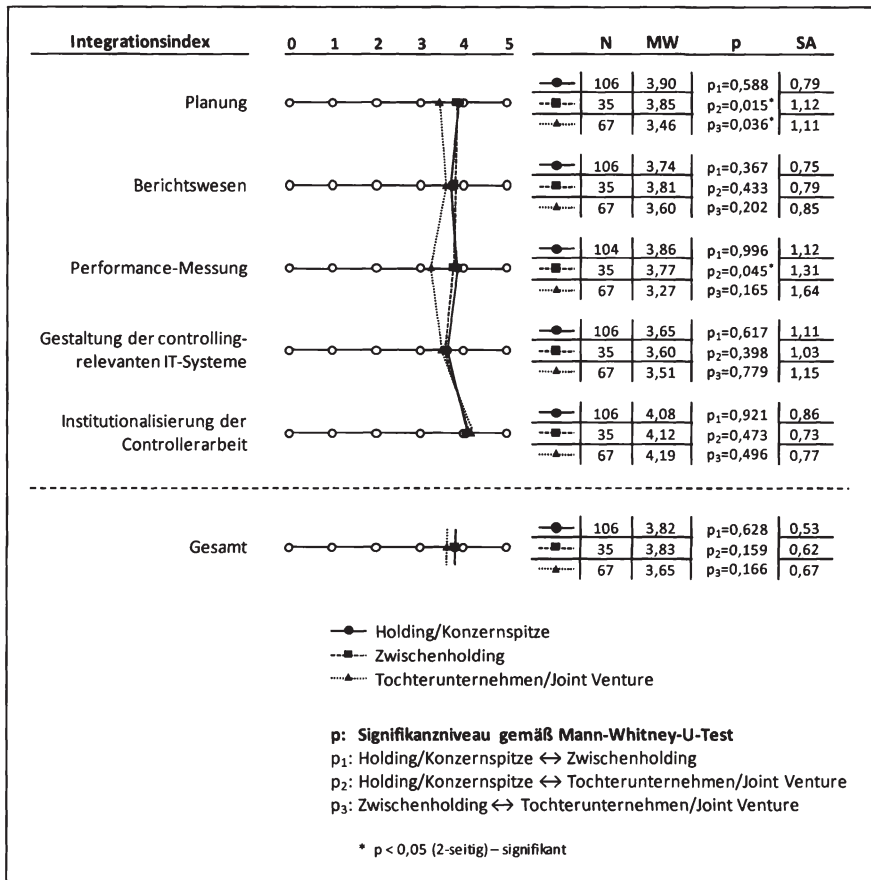 Integrationsindex 0 1 2 3 4 5 N MW p SA
106 3,90 p₁=0,588 0,79
Planung 35 3,85 p₂=0,015* 1,12
67 3,46 p₃=0,036* 1,11
106 3,74 p₁=0,367 0,75
Berichtswesen 35 3,81 p₂=0,433 0,79
67 3,60 p₃=0,202 0,85
104 3,86 p₁=0,996 1,12
Performance-Messung 35 3,77 p₂=0,045* 1,31
67 3,27 p₃=0,165 1,64
Gestaltung der controlling- 106 3,65 p₁=0,617 1,11
relevanten IT-Systeme 35 3,60 p₂=0,398 1,03
67 3,51 p₃=0,779 1,15
Institutionalisierung der 106 4,08 p₁=0,921 0,86
Controllerarbeit 35 4,12 p₂=0,473 0,73
67 4,19 p₃=0,496 0,77
106 3,82 p₁=0,628 0,53
Gesamt 35 3,83 p₂=0,159 0,62
67 3,65 p₃=0,166 0,67
Holding/Konzernspitze
Zwischenholding
Tochterunternehmen/Joint Venture
p: Signifikanzniveau gemäß Mann-Whitney-U-Test
p₁: Holding/Konzernspitze ↔ Zwischenholding
p₂: Holding/Konzernspitze ↔ Tochterunternehmen/Joint Venture
p₃: Zwischenholding ↔ Tochterunternehmen/Joint Venture
* p < 0,05 (2-seitig) – signifikant